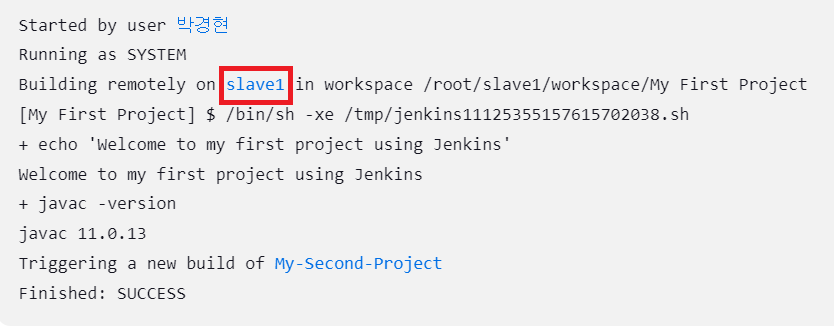 Started by user 박경현
Running as SYSTEM
Building remotely on slave1 in workspace /root/slave1/workspace/My First Project
[My First Project] $ /bin/sh -xe /tmp/jenkins11125355157615702038.sh
+ echo 'Welcome to my first project using Jenkins'
Welcome to my first project using Jenkins
+ javac -version
javac 11.0.13
Triggering a new build of My-Second-Project
Finished: SUCCESS